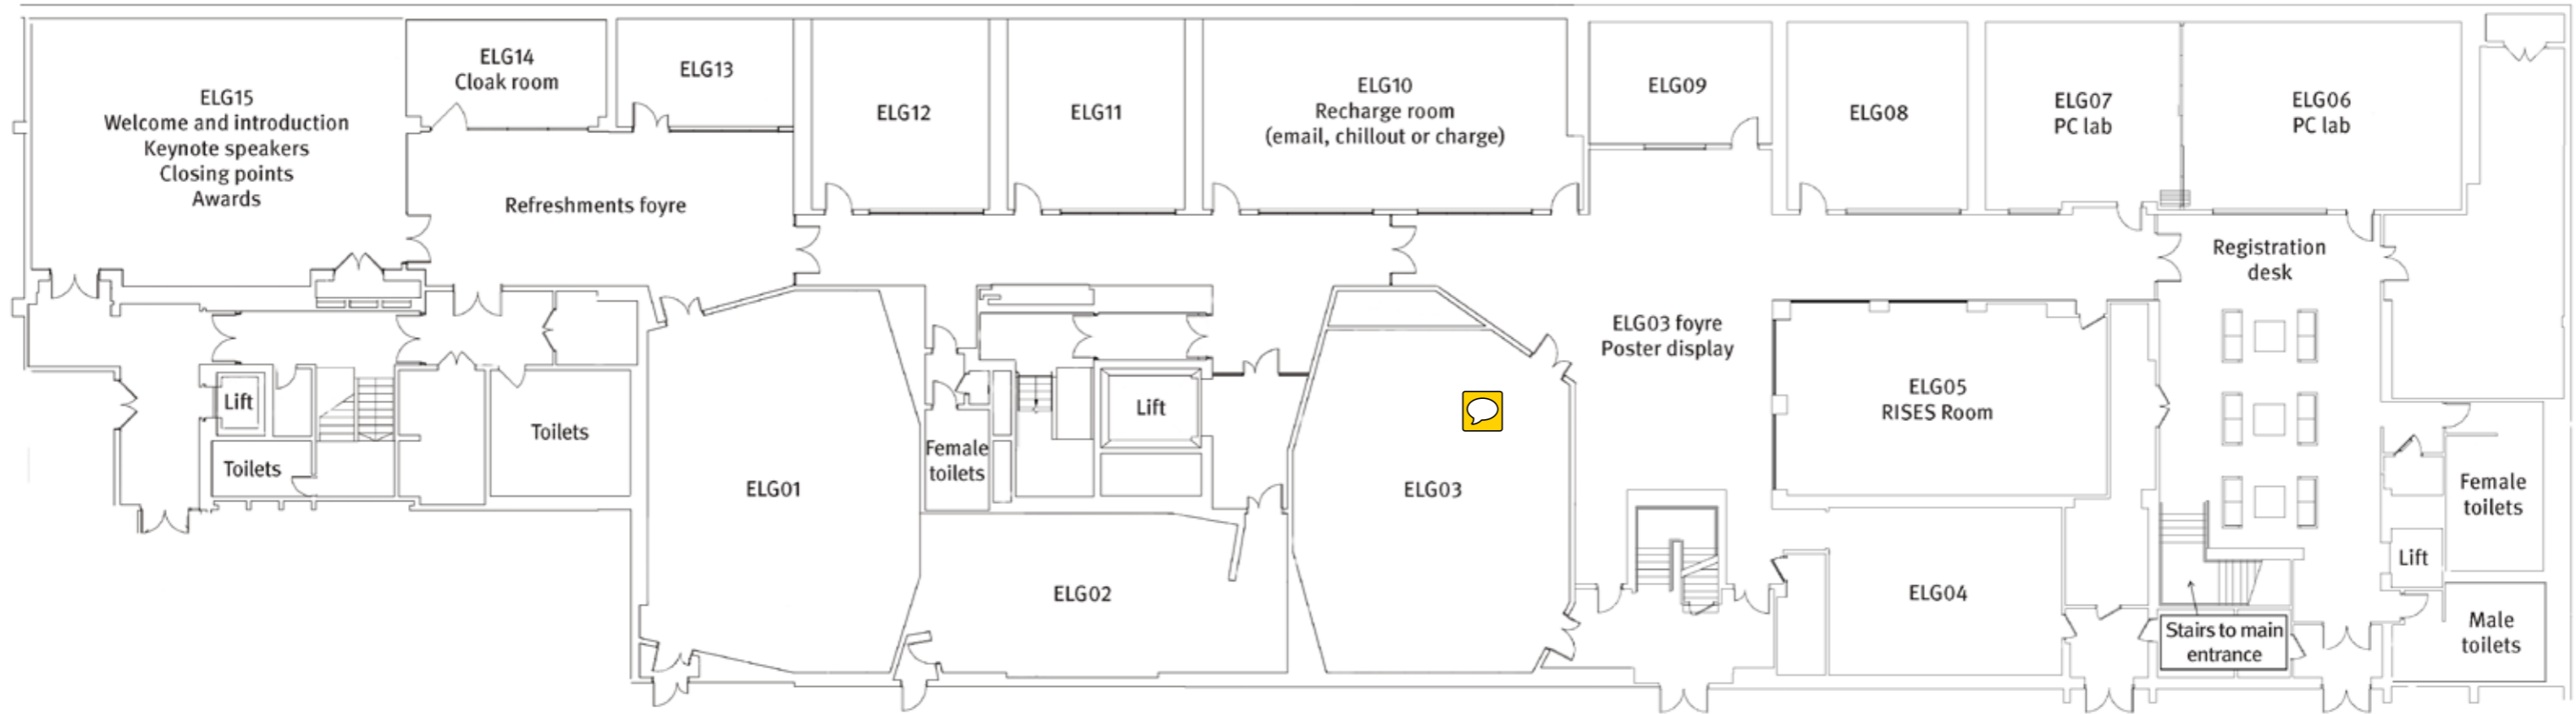 ELG15
Welcome and introduction
Keynote speakers
Closing points
Awards
ELG14
Cloak room
ELG13
Refreshments foyre
ELG12
ELG11
ELG10
Recharge room
(email, chillout or charge)
ELG09
ELG08
ELG07
PC lab
ELG06
PC lab
Registration
desk
ELG03 foyre
Poster display
ELG05
RISES Room
Lift
Toilets
Toilets
ELG01
Female
toilets
Lift
ELG02
ELG03
ELG04
Stairs to main
entrance
Female
toilets
Lift
Male
toilets